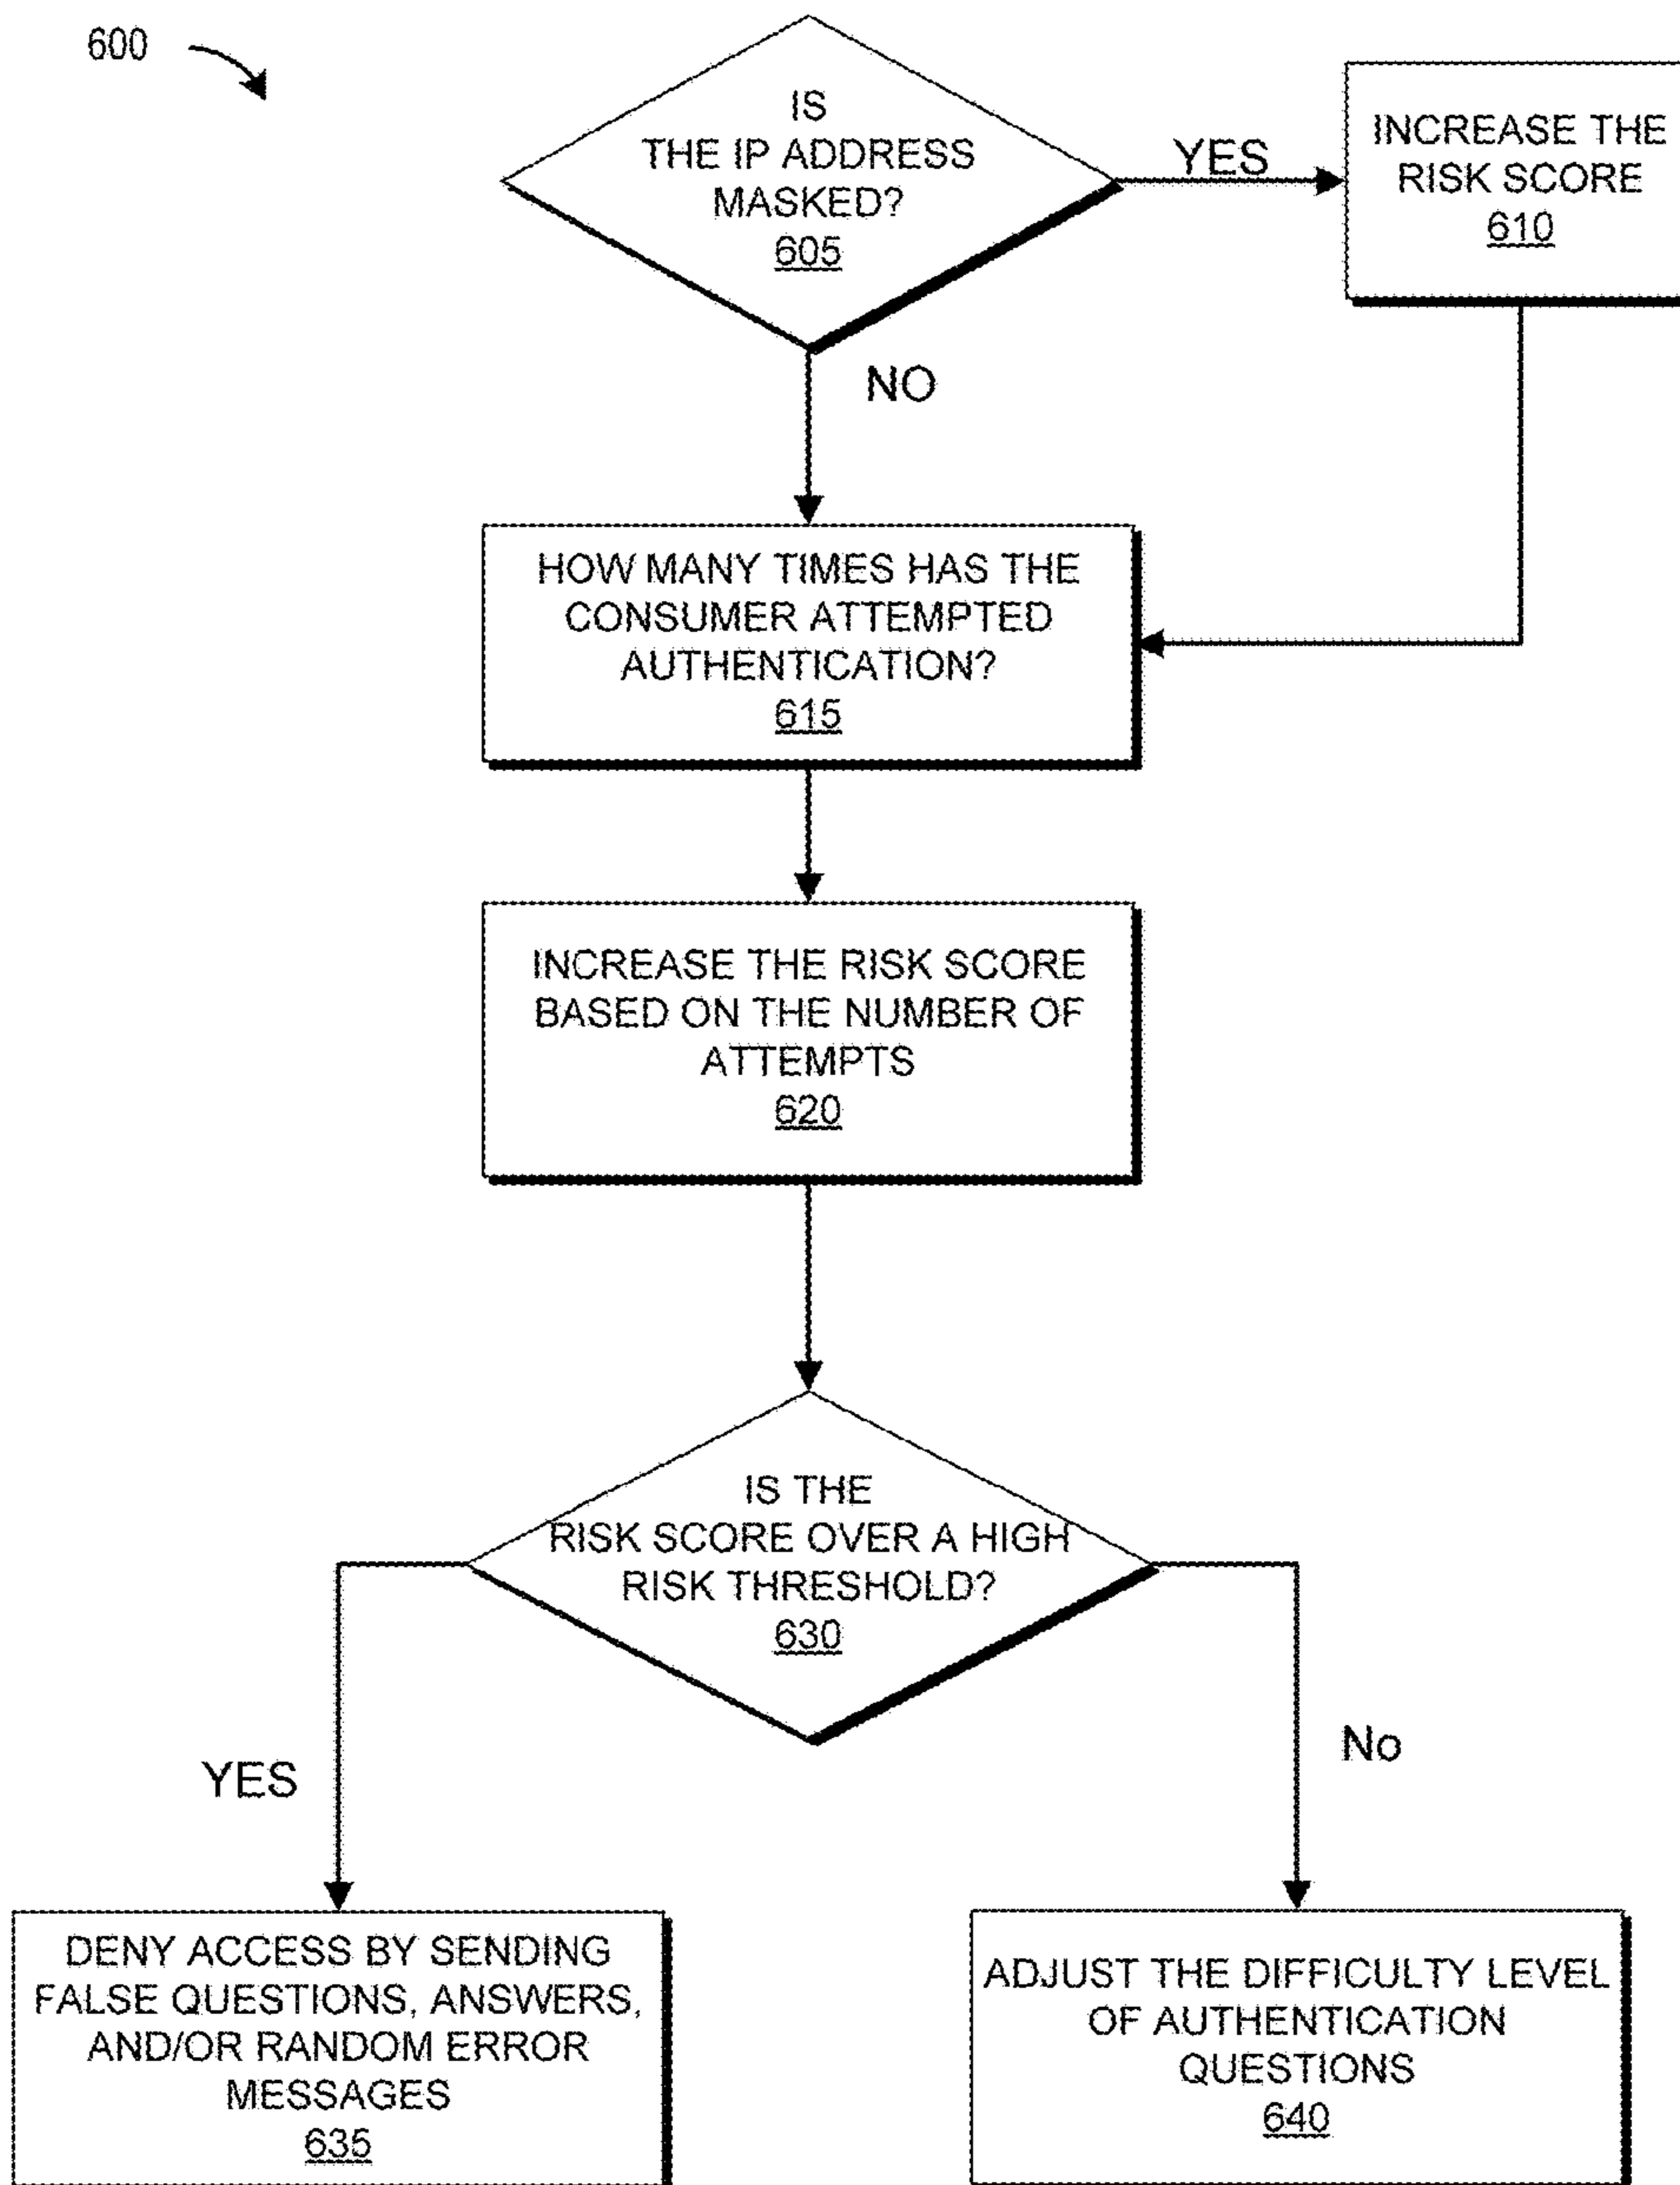 600
IS
THE IP ADDRESS
MASKED?
605
YES
INCREASE THE
RISK SCORE
610
NO
HOW MANY TIMES HAS THE
CONSUMER ATTEMPTED
AUTHENTICATION?
615
INCREASE THE RISK SCORE
BASED ON THE NUMBER OF
ATTEMPTS
620
IS THE
RISK SCORE OVER A HIGH
RISK THRESHOLD?
630
YES
No
DENY ACCESS BY SENDING
FALSE QUESTIONS, ANSWERS,
AND/OR RANDOM ERROR
MESSAGES
635
ADJUST THE DIFFICULTY LEVEL
OF AUTHENTICATION
QUESTIONS
640